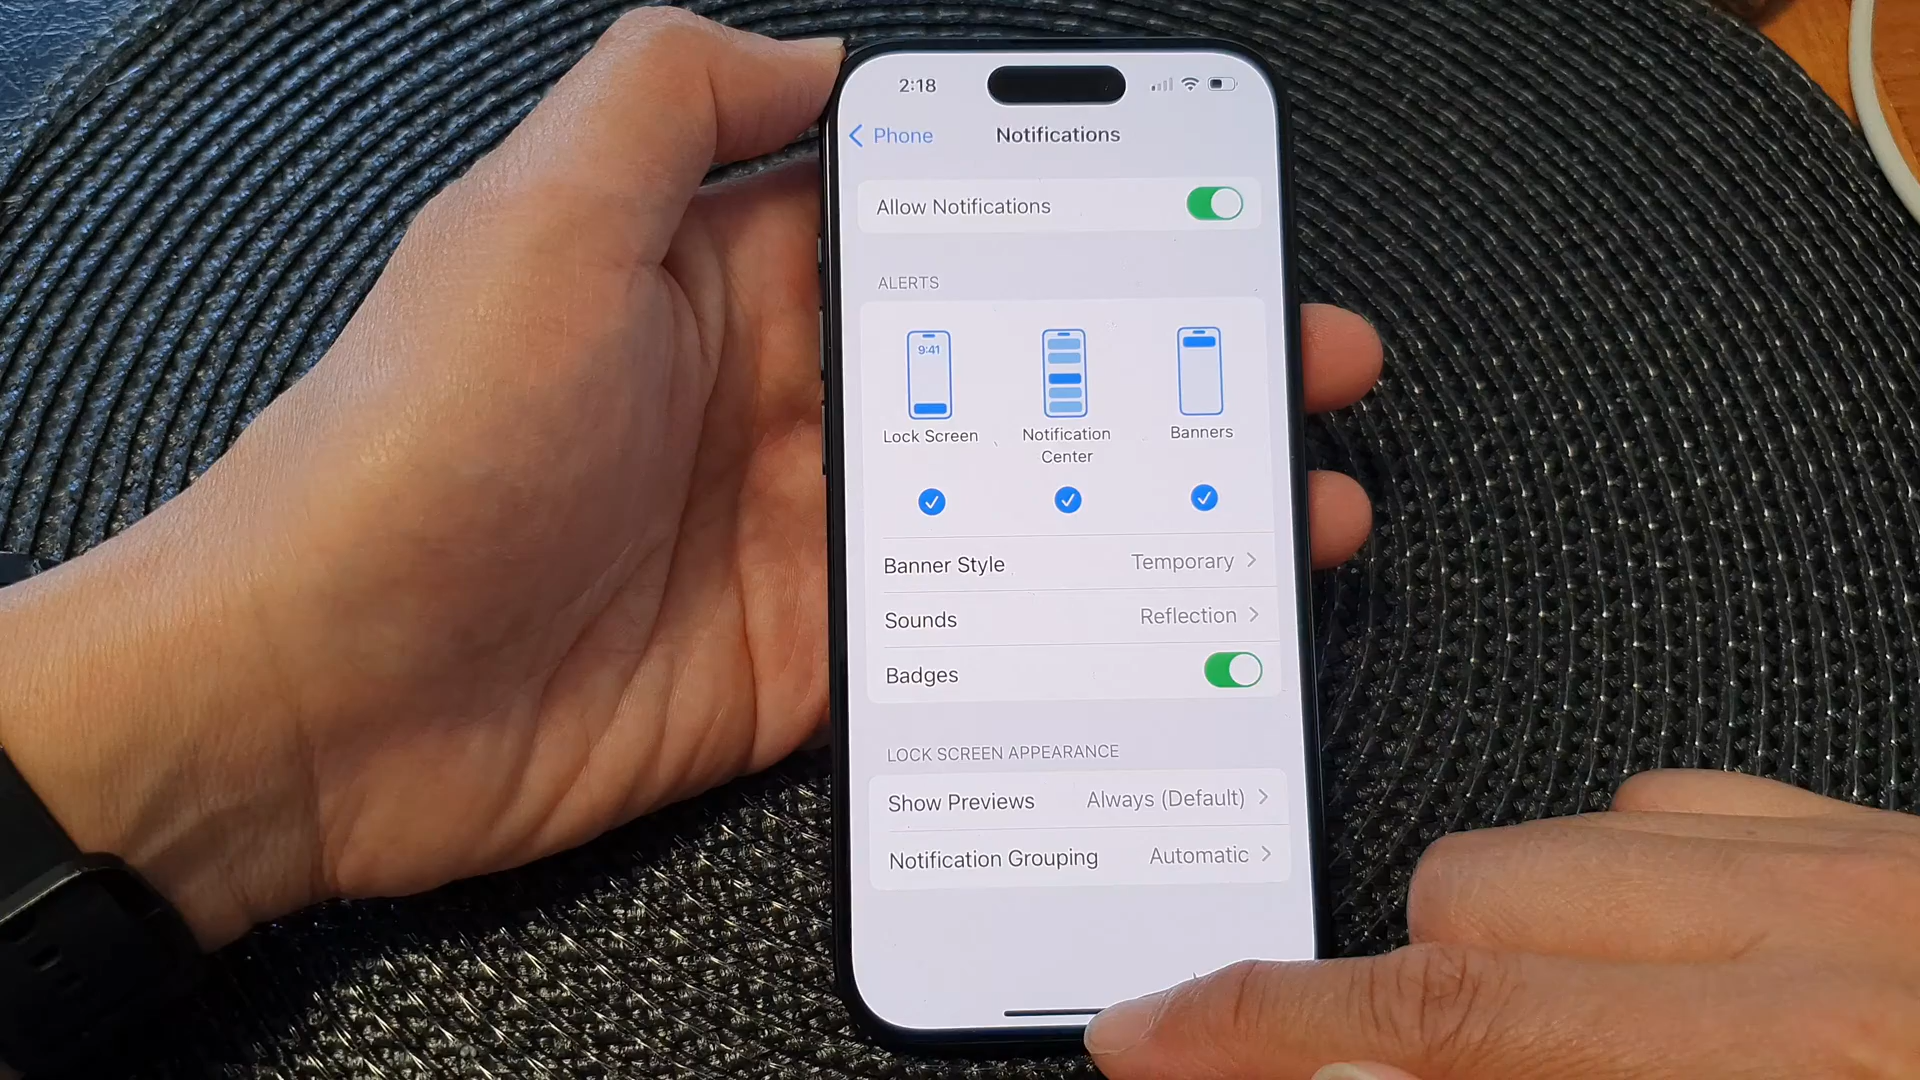 2:18
Phone
Notifications
Allow Notifications
ALERTS
9:41
Lock Screen
Notification
Center
Banners
Banner Style
Temporary
Sounds
Reflection
Badges
LOCK SCREEN APPEARANCE
Show Previews
Always (Default)
Notification Grouping
Automatic